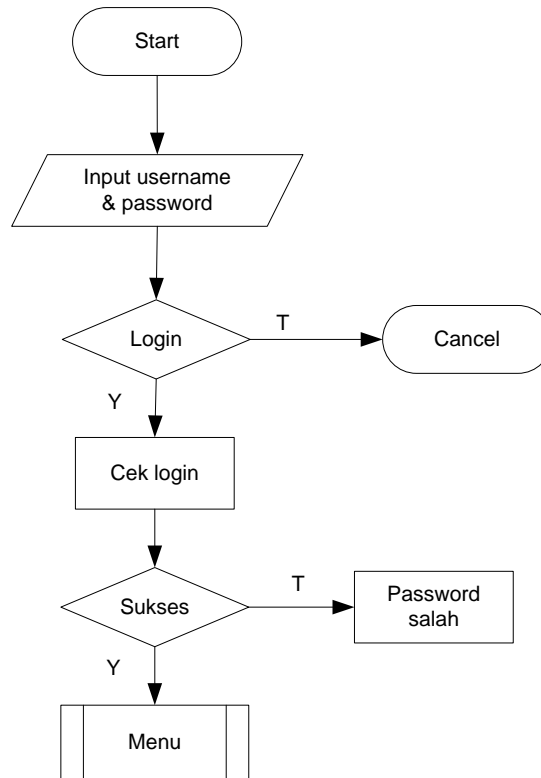 Start
Input username
& password
Login
T
Cancel
Y
Cek login
Sukses
T
Password
salah
Y
Menu